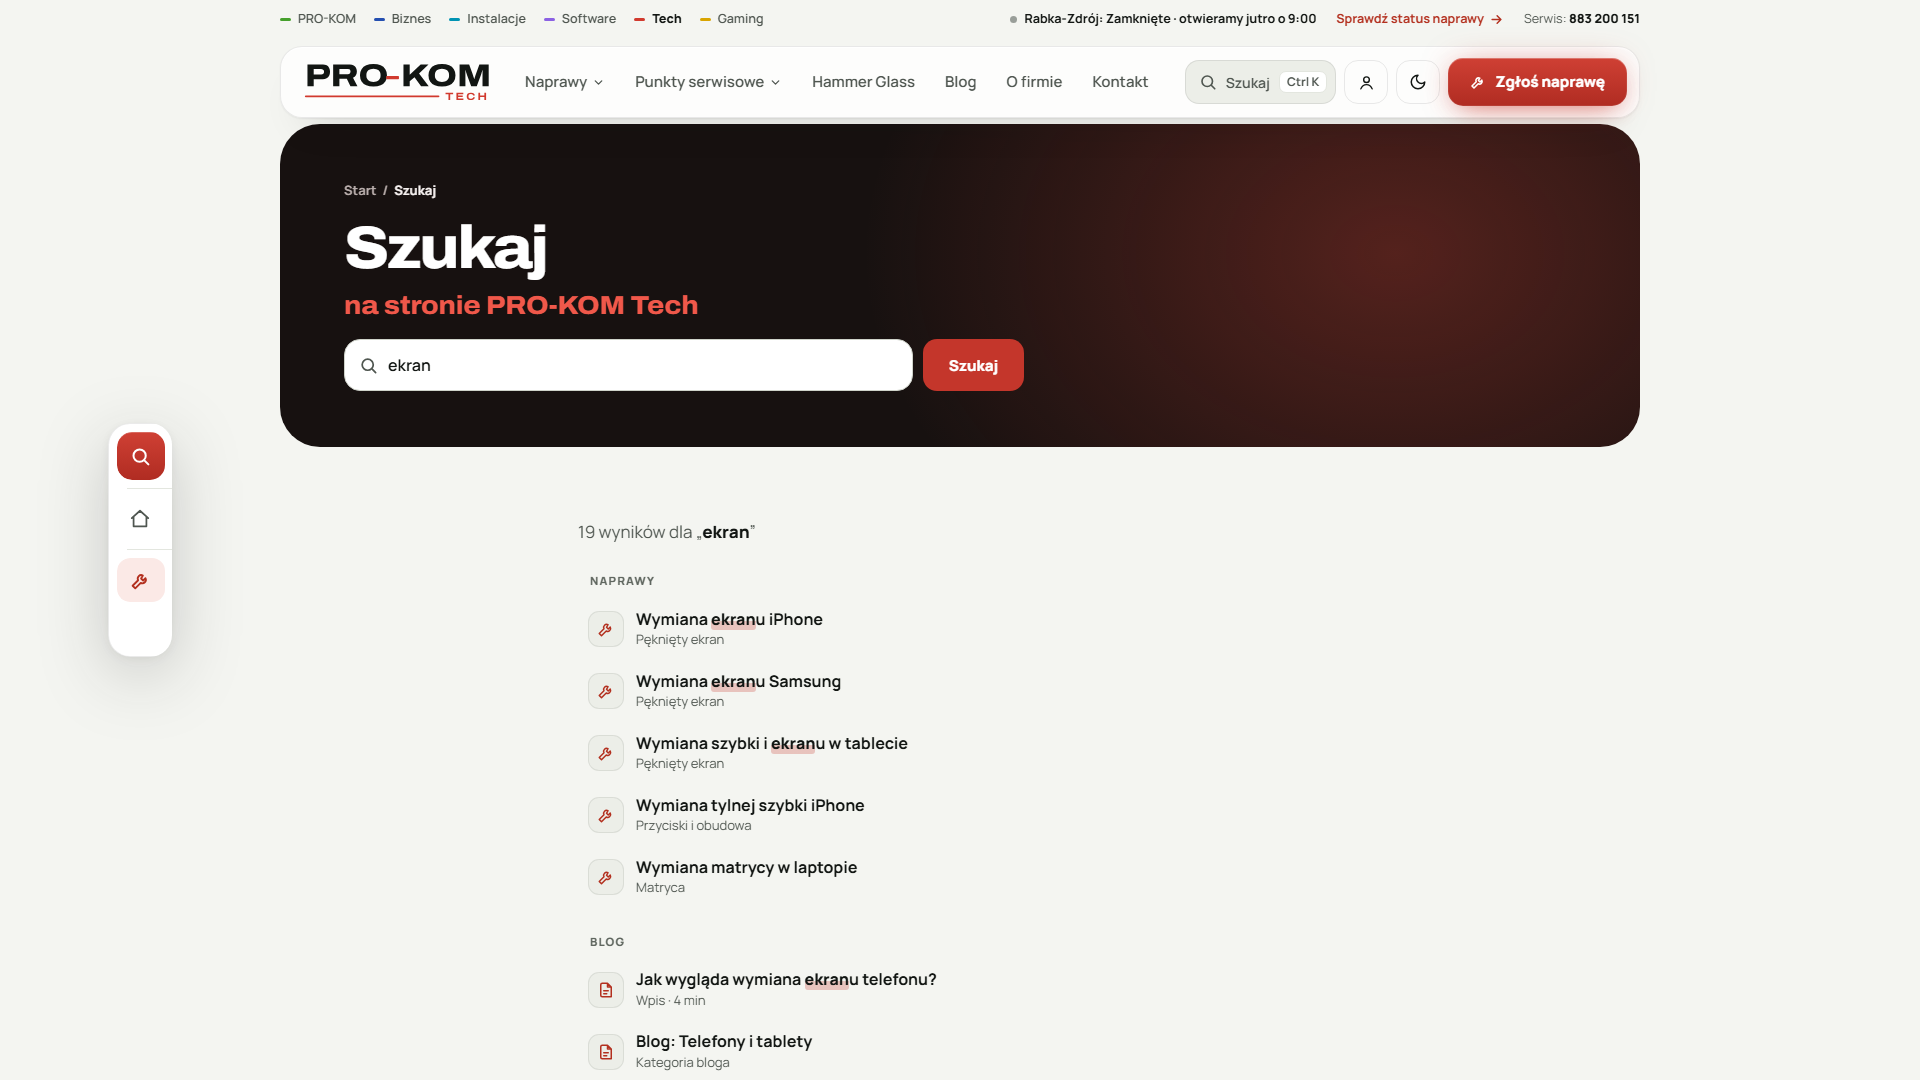 PRO-KOM Biznes Instalacje Software Tech Gaming
Rabka-Zdrój: Zamknięte · otwieramy jutro o 9:00 Sprawdź status naprawy → Serwis: 883 200 151
PRO-KOM
TECH
Naprawy Punkty serwisowe Hammer Glass Blog O firmie Kontakt Szukaj Ctrl K Zgłoś naprawę
Start / Szukaj
Szukaj
na stronie PRO-KOM Tech
ekran Szukaj
19 wyników dla „ekran”
NAPRAWY
Wymiana ekranu iPhone
Pęknięty ekran
Wymiana ekranu Samsung
Pęknięty ekran
Wymiana szybki i ekranu w tablecie
Pęknięty ekran
Wymiana tylnej szybki iPhone
Przyciski i obudowa
Wymiana matrycy w laptopie
Matryca
BLOG
Jak wygląda wymiana ekranu telefonu?
Wpis · 4 min
Blog: Telefony i tablety
Kategoria bloga